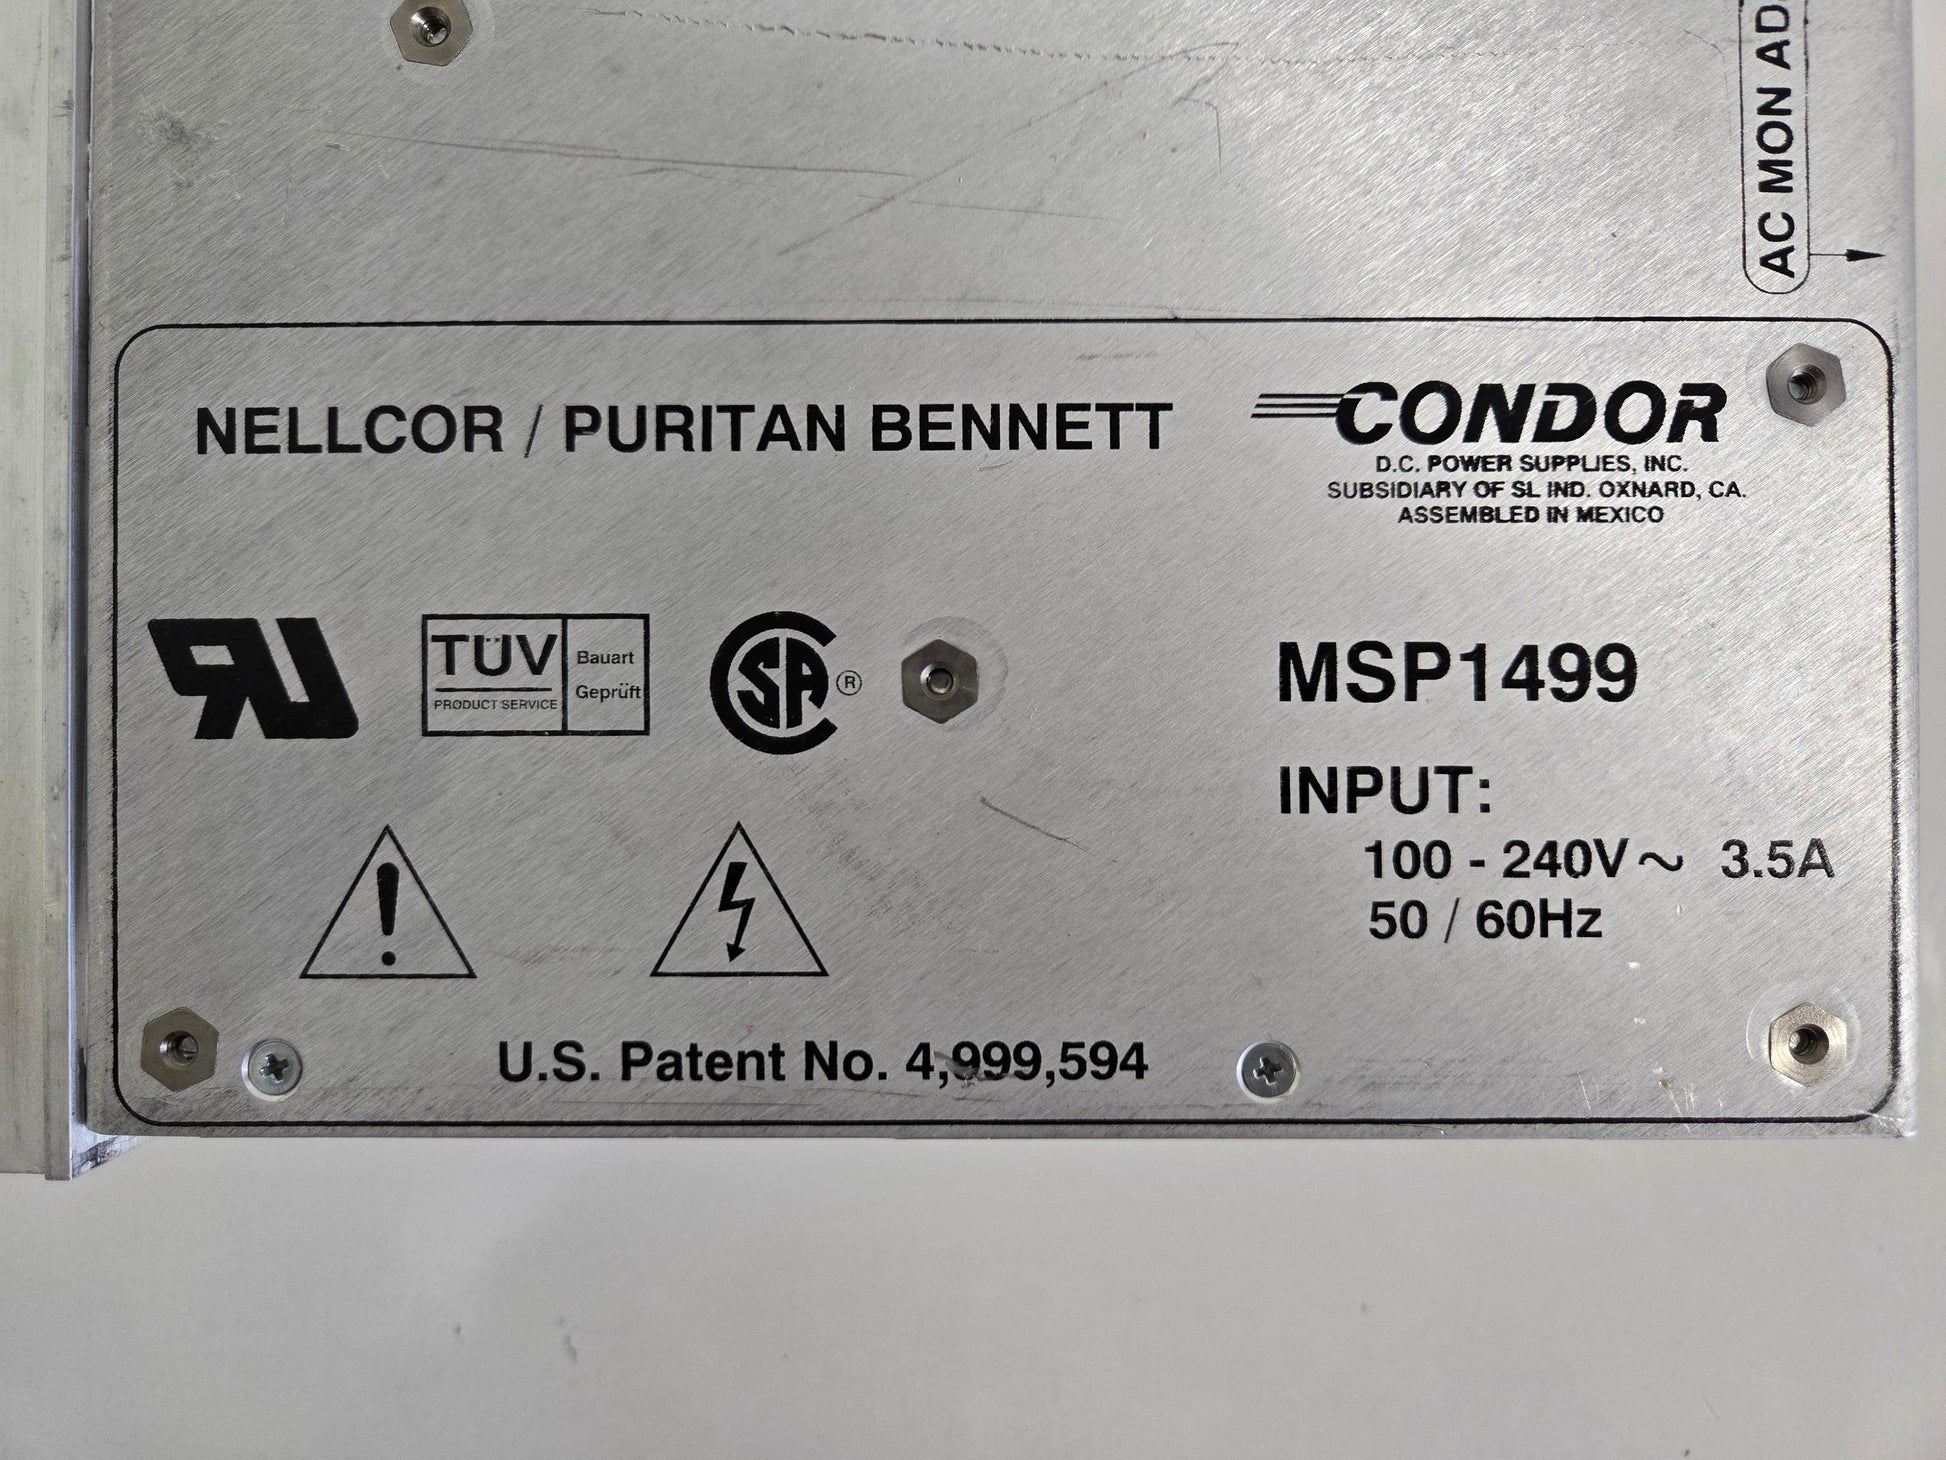 AC MON AD
NELLCOR / PURITAN BENNETT
CONDOR
D.C. POWER SUPPLIES, INC.
SUBSIDIARY OF SL IND. OXNARD, CA.
ASSEMBLED IN MEXICO
TÜV
PRODUCT SERVICE
Bauart
Geprüft
SA ®
MSP1499
INPUT:
100 - 240V ~ 3.5A
50 / 60Hz
U.S. Patent No. 4,999,594